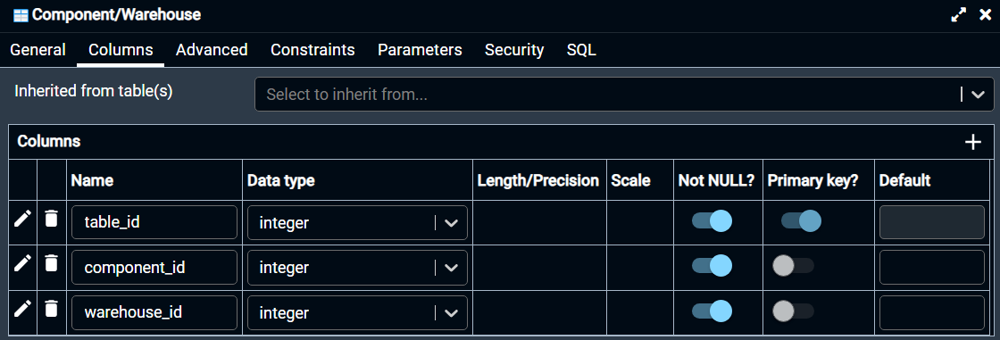 Component/Warehouse
General Columns Advanced Constraints Parameters Security SQL
Inherited from table(s) Select to inherit from...
Columns
Name Data type Length/Precision Scale Not NULL? Primary key? Default
table_id integer
component_id integer
warehouse_id integer